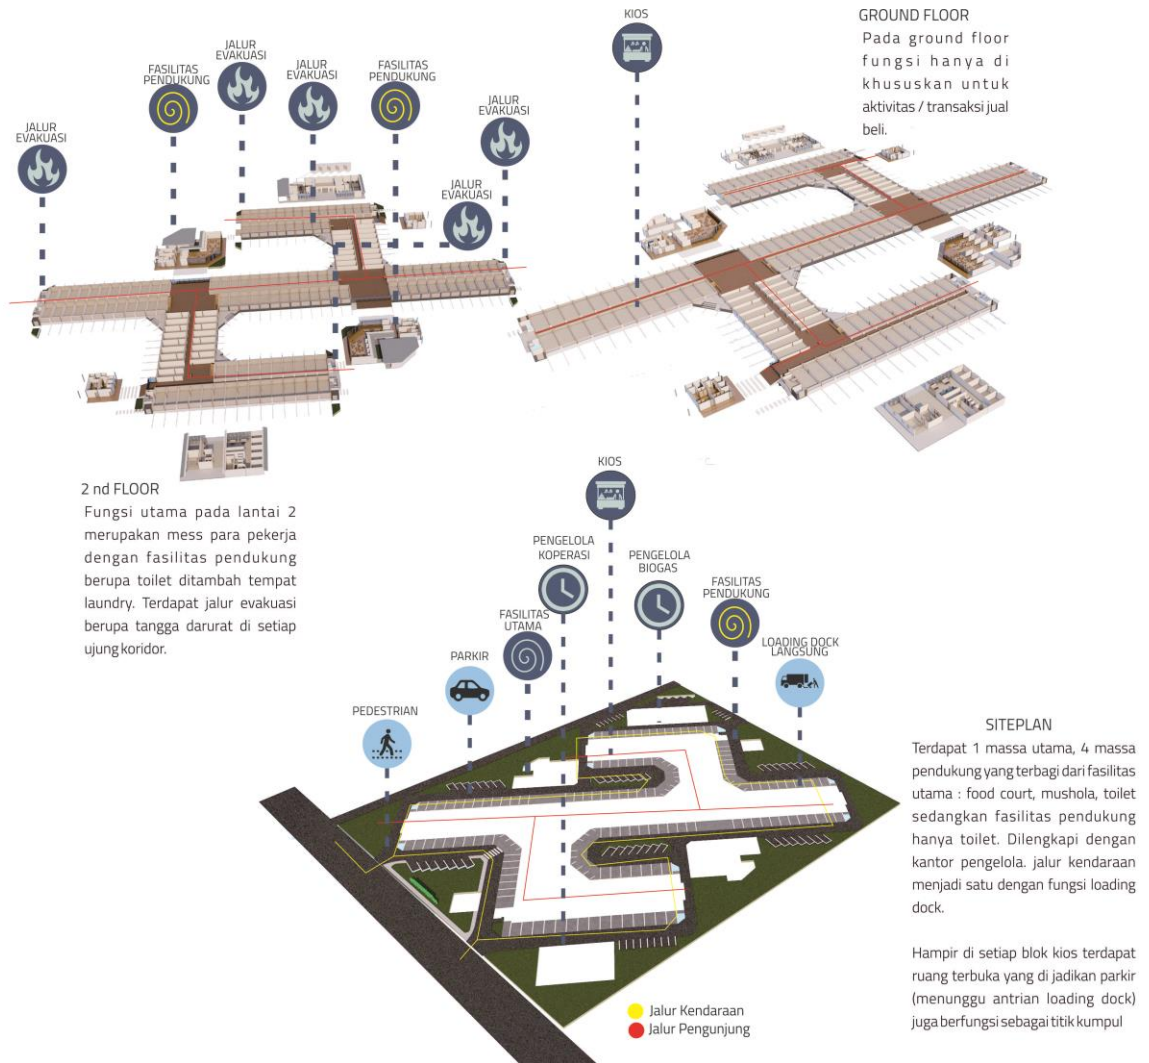 JALUR
EVAKUASI
FASILITAS
PENDUKUNG
JALUR
EVAKUASI
JALUR
EVAKUASI
FASILITAS
PENDUKUNG
JALUR
EVAKUASI
JALUR
EVAKUASI
2 nd FLOOR
Fungsi utama pada lantai 2
merupakan mess para pekerja
dengan fasilitas pendukung
berupa toilet ditambah tempat
laundry. Terdapat jalur evakuasi
berupa tangga darurat di setiap
ujung koridor.
KIOS
GROUND FLOOR
Pada ground floor
fungsi hanya di
khususkan untuk
aktivitas / transaksi jual
beli.
PEDESTRIAN
PARKIR
FASILITAS
UTAMA
PENGELOLA
KOPERASI
KIOS
PENGELOLA
BIOGAS
FASILITAS
PENDUKUNG
LOADING DOCK
LANGSUNG
Jalur Kendaraan
Jalur Pengunjung
SITEPLAN
Terdapat 1 massa utama, 4 massa
pendukung yang terbagi dari fasilitas
utama : food court, mushola, toilet
sedangkan fasilitas pendukung
hanya toilet. Dilengkapi dengan
kantor pengelola. jalur kendaraan
menjadi satu dengan fungsi loading
dock.
Hampir di setiap blok kios terdapat
ruang terbuka yang di jadikan parkir
(menunggu antrian loading dock)
juga berfungsi sebagai titik kumpul